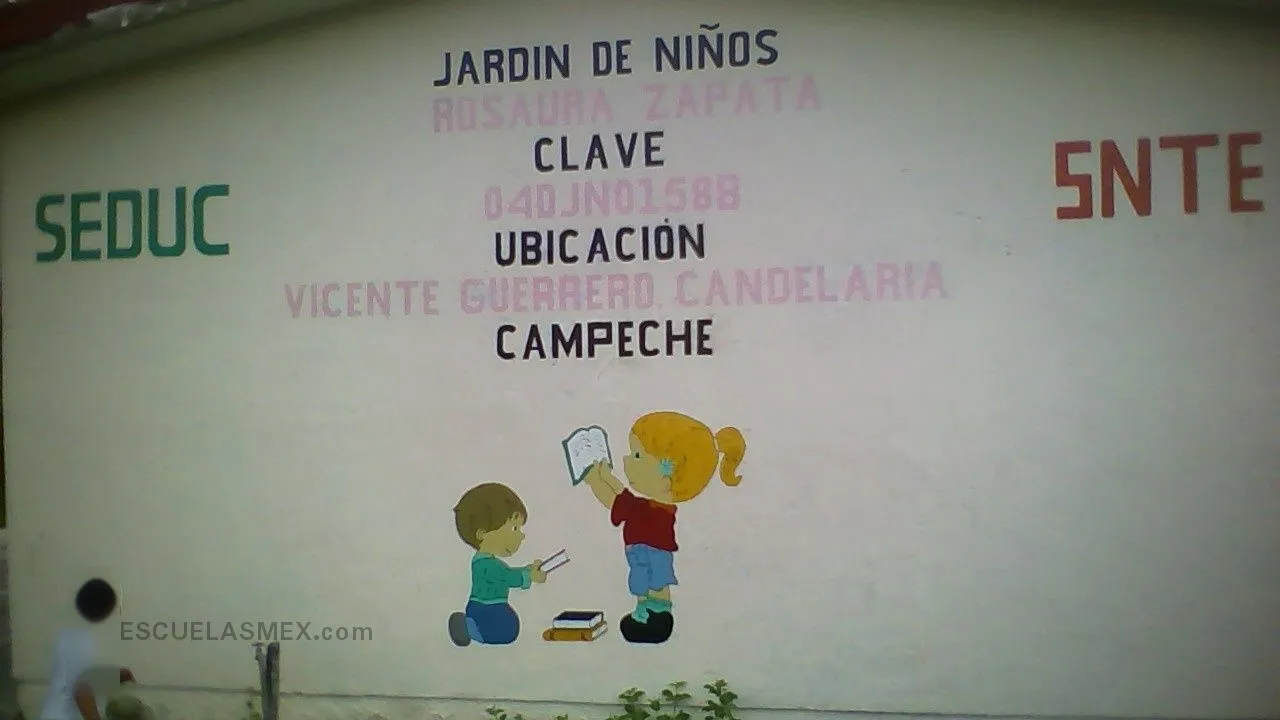 JARDIN DE NIÑOS
ROSAURA ZAPATA
CLAVE
04DJN0158B
UBICACIÓN
VICENTE GUERRERO, CANDELARIA
CAMPECHE
SEDUC
SNTE
ESCUELASMEX.com